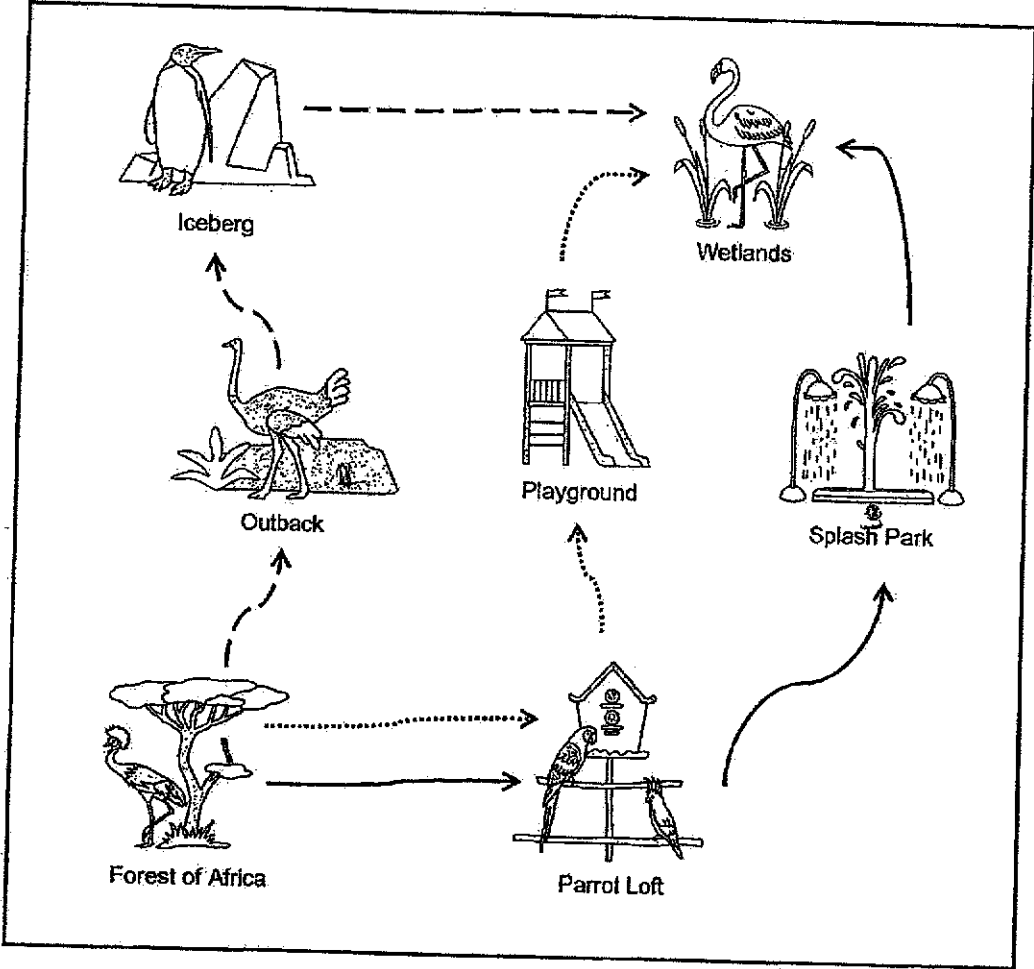 Iceberg
Wetlands
Playground
Outback
Splash Park
Forest of Africa
Parrot Loft